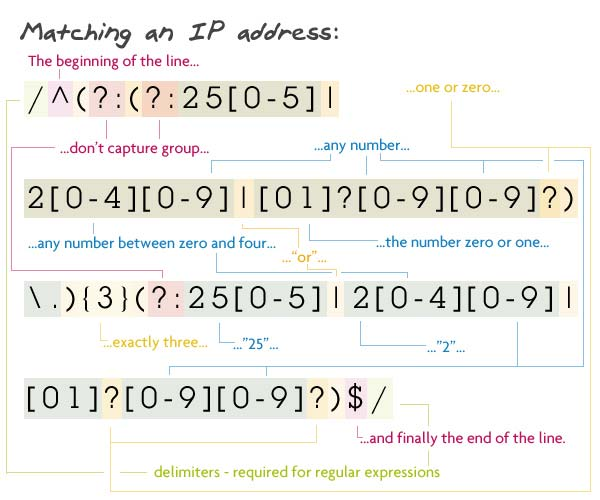 Matching an IP address:
The beginning of the line...
...one or zero...
/^(?:(?:25[0-5]|
...don't capture group...
...any number...
2[0-4][0-9]|[01]?[0-9][0-9]?)
...any number between zero and four...
...the number zero or one...
..."or"...
\.){3}(?:25[0-5]|2[0-4][0-9]|
...exactly three...
..."25"...
..."2"...
[01]?[0-9][0-9]?)$/
...and finally the end of the line.
delimiters - required for regular expressions